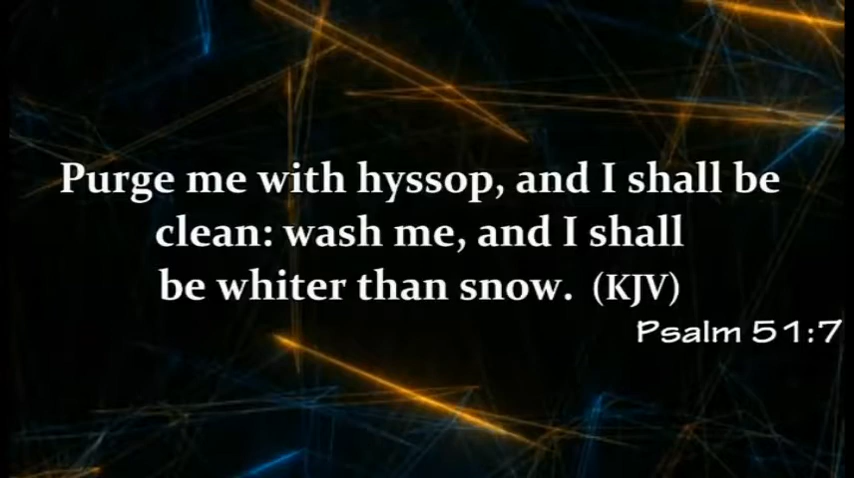 Purge me with hyssop, and I shall be
clean: wash me, and I shall
be whiter than snow. (KJV)
Psalm 51:7